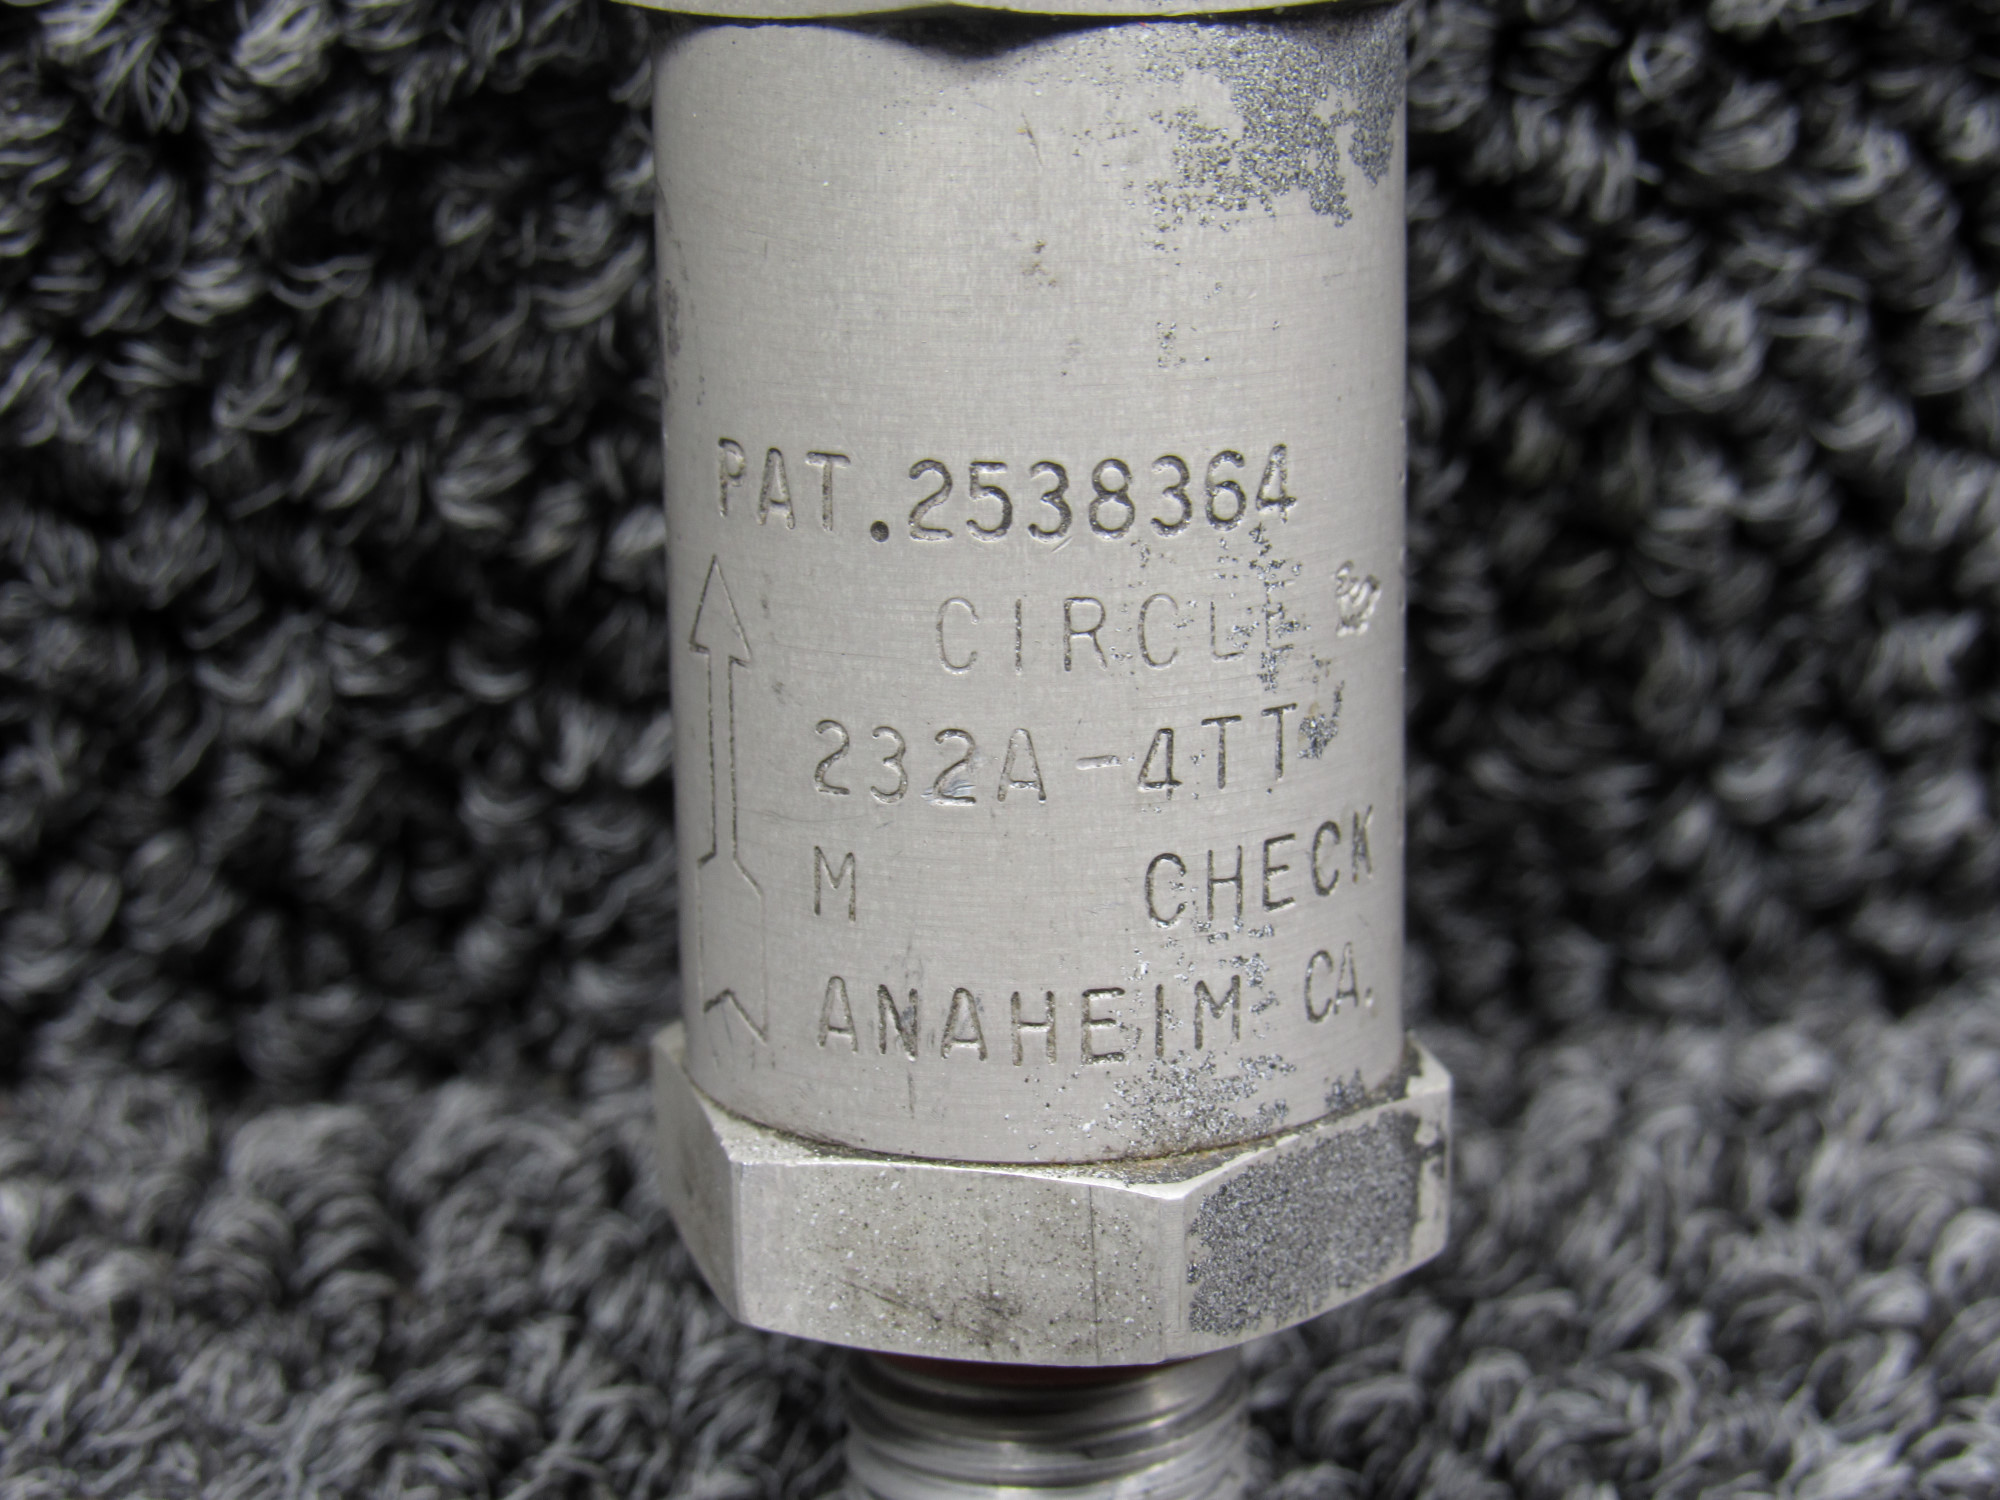 PAT.2538364
CIRCLE
232A-4TT
M CHECK
ANAHEIM CA.